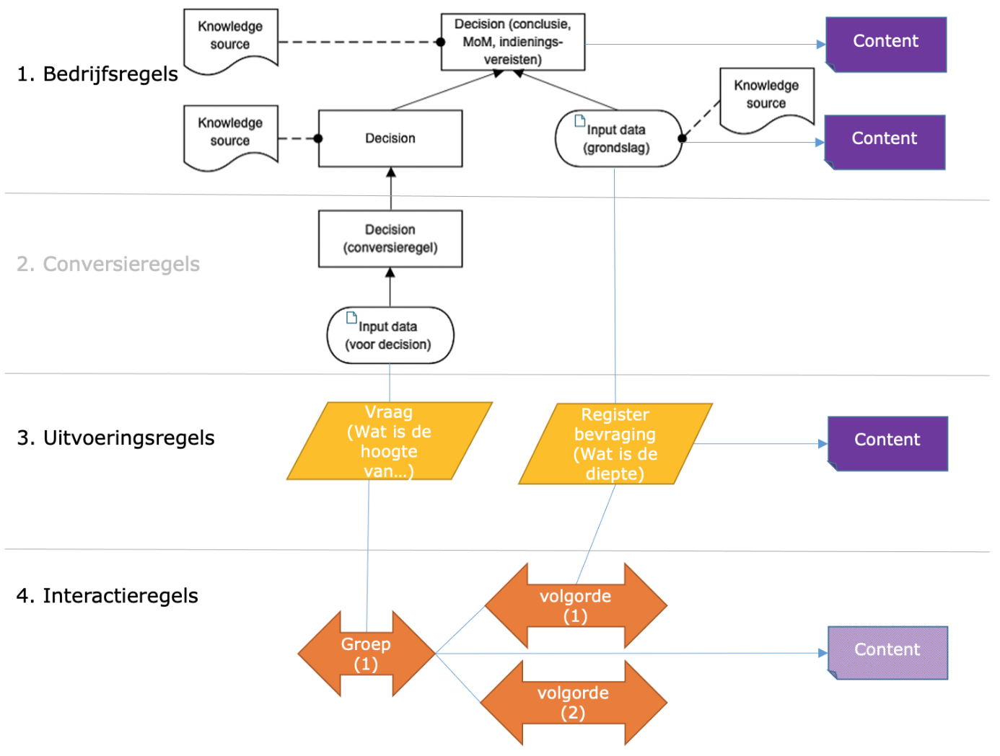 Knowledge
source
Decision (conclusie,
MoM, indienings-
vereisten)
Content
1. Bedrijfsregels
Knowledge
source
Knowledge
source
Decision
Input data
(grondslag)
Content
2. Conversieregels
Decision
(conversieregel)
Input data
(voor decision)
3. Uitvoeringsregels
Vraag
(Wat is de
hoogte
van...)
Register
bevraging
(Wat is de
diepte)
Content
4. Interactieregels
volgorde
(1)
Groep
(1)
Content
volgorde
(2)